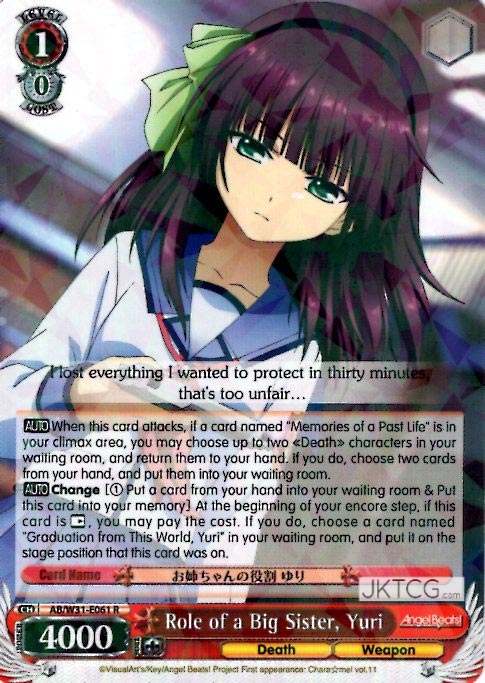 LEVEL
1
0
COST
I lost everything I wanted to protect in thirty minutes,
that's too unfair…
AUTO When this card attacks, if a card named "Memories of a Past Life" is in
your climax area, you may choose up to two «Death» characters in your
waiting room, and return them to your hand. If you do, choose two cards
from your hand, and put them into your waiting room.
AUTO Change [① Put a card from your hand into your waiting room & Put
this card into your memory] At the beginning of your encore step, if this
card is , you may pay the cost. If you do, choose a card named
"Graduation from This World, Yuri" in your waiting room, and put it on the
stage position that this card was on.
Card Name お姉ちゃんの役割 ゆり
JKTCG.com
CH AB/W31-E061 R
POWER 4000 SOUL Role of a Big Sister, Yuri Angel Beats!
Death Weapon
©VisualArt's/Key/Angel Beats! Project First appearance: Chara☆mel vol.11